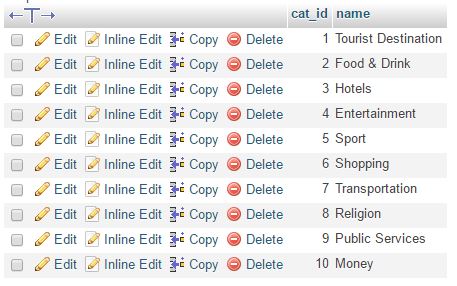 cat_id name
Edit Inline Edit Copy Delete 1 Tourist Destination
Edit Inline Edit Copy Delete 2 Food & Drink
Edit Inline Edit Copy Delete 3 Hotels
Edit Inline Edit Copy Delete 4 Entertainment
Edit Inline Edit Copy Delete 5 Sport
Edit Inline Edit Copy Delete 6 Shopping
Edit Inline Edit Copy Delete 7 Transportation
Edit Inline Edit Copy Delete 8 Religion
Edit Inline Edit Copy Delete 9 Public Services
Edit Inline Edit Copy Delete 10 Money